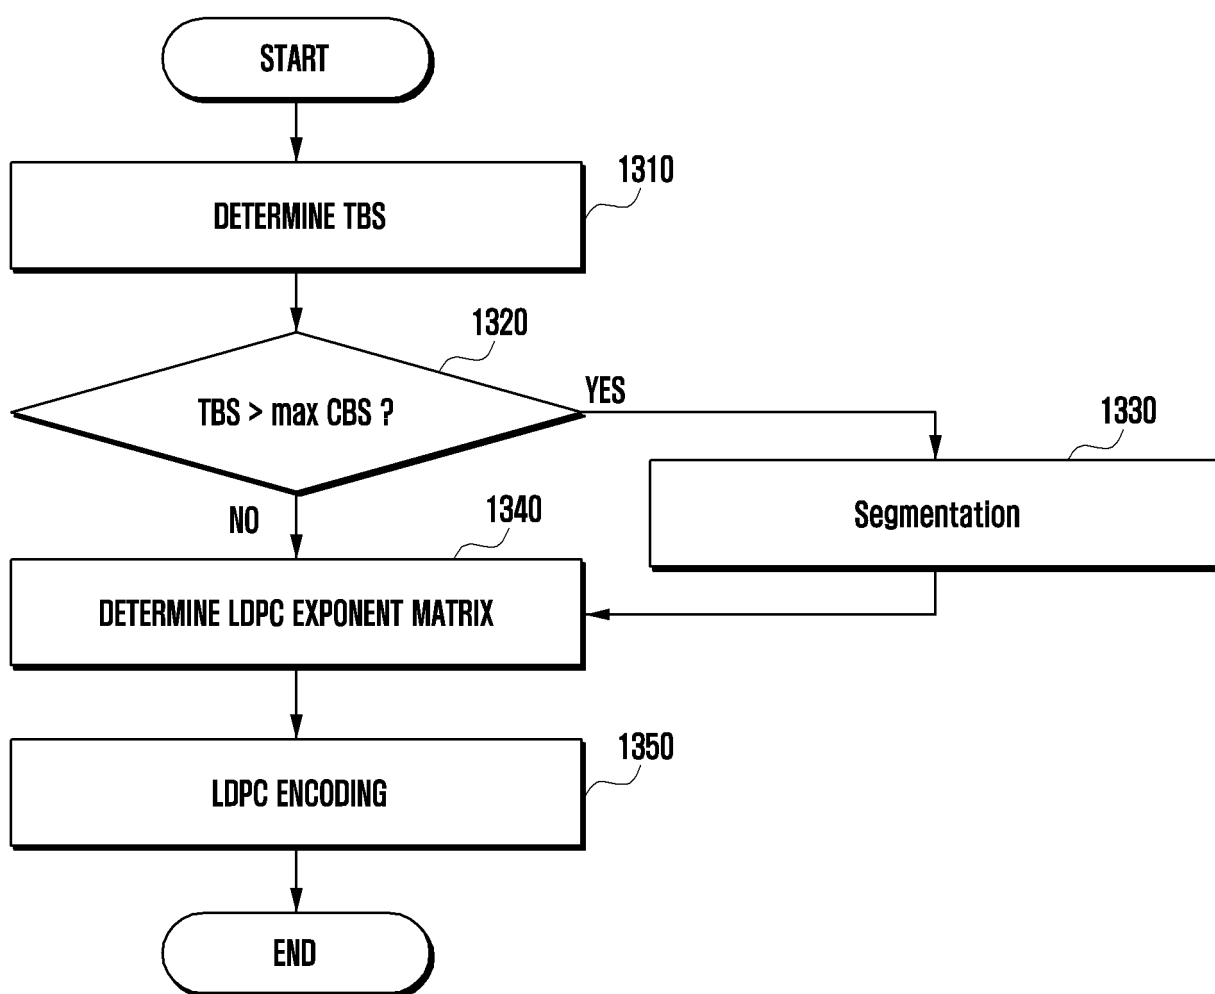 START
1310
DETERMINE TBS
1320
TBS > max CBS ?
YES
1330
Segmentation
NO
1340
DETERMINE LDPC EXPONENT MATRIX
1350
LDPC ENCODING
END